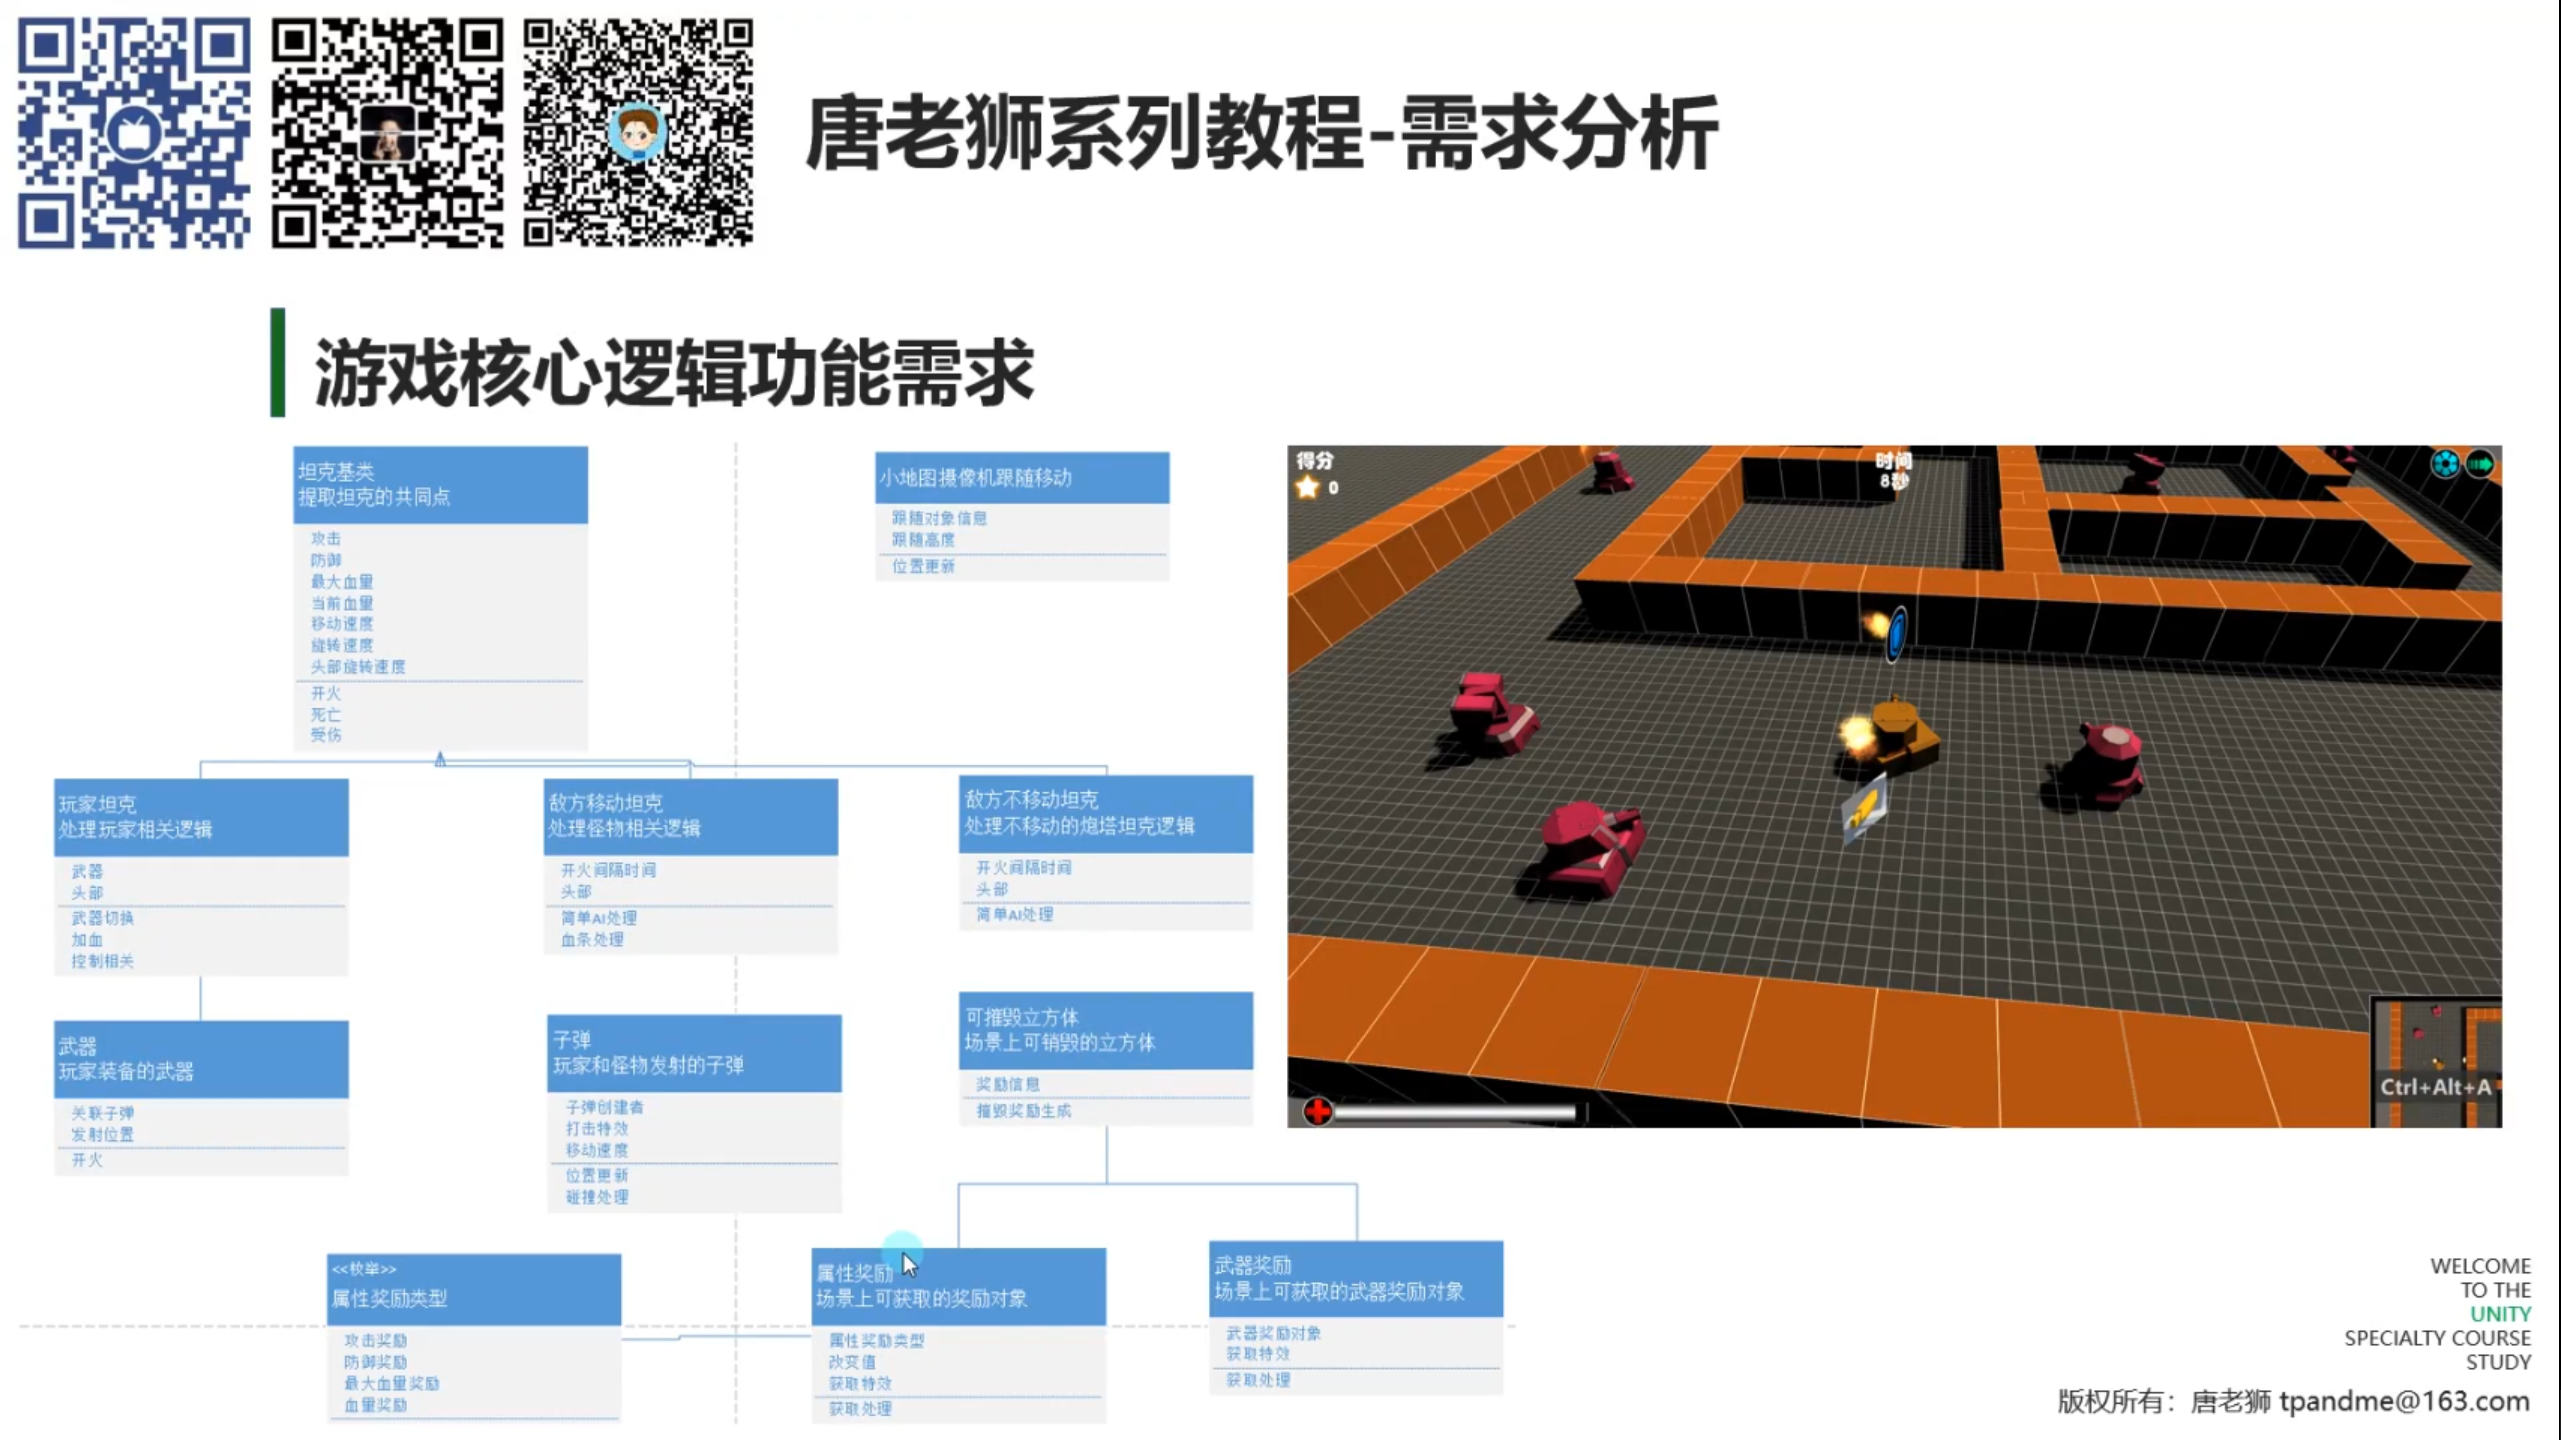 唐老狮系列教程-需求分析
游戏核心逻辑功能需求
坦克基类
提取坦克的共同点
攻击
防御
最大血量
当前血量
移动速度
旋转速度
头部旋转速度
开火
死亡
受伤
小地图摄像机跟随移动
跟随对象信息
跟随高度
位置更新
玩家坦克
处理玩家相关逻辑
武器
头部
武器切换
加血
控制相关
敌方移动坦克
处理怪物相关逻辑
开火间隔时间
头部
简单AI处理
血条处理
敌方不移动坦克
处理不移动的炮塔坦克逻辑
开火间隔时间
头部
简单AI处理
武器
玩家装备的武器
关联子弹
发射位置
开火
子弹
玩家和怪物发射的子弹
子弹创建者
打击特效
移动速度
位置更新
碰撞处理
可摧毁立方体
场景上可销毁的立方体
奖励信息
摧毁奖励生成
<<枚举>>
属性奖励类型
攻击奖励
防御奖励
最大血量奖励
血量奖励
属性奖励
场景上可获取的奖励对象
属性奖励类型
改变值
获取特效
获取处理
武器奖励
场景上可获取的武器奖励对象
武器奖励对象
获取特效
获取处理
得分
0
时间
8秒
Ctrl+Alt+A
WELCOME
TO THE
UNITY
SPECIALTY COURSE
STUDY
版权所有：唐老狮 tpandme@163.com